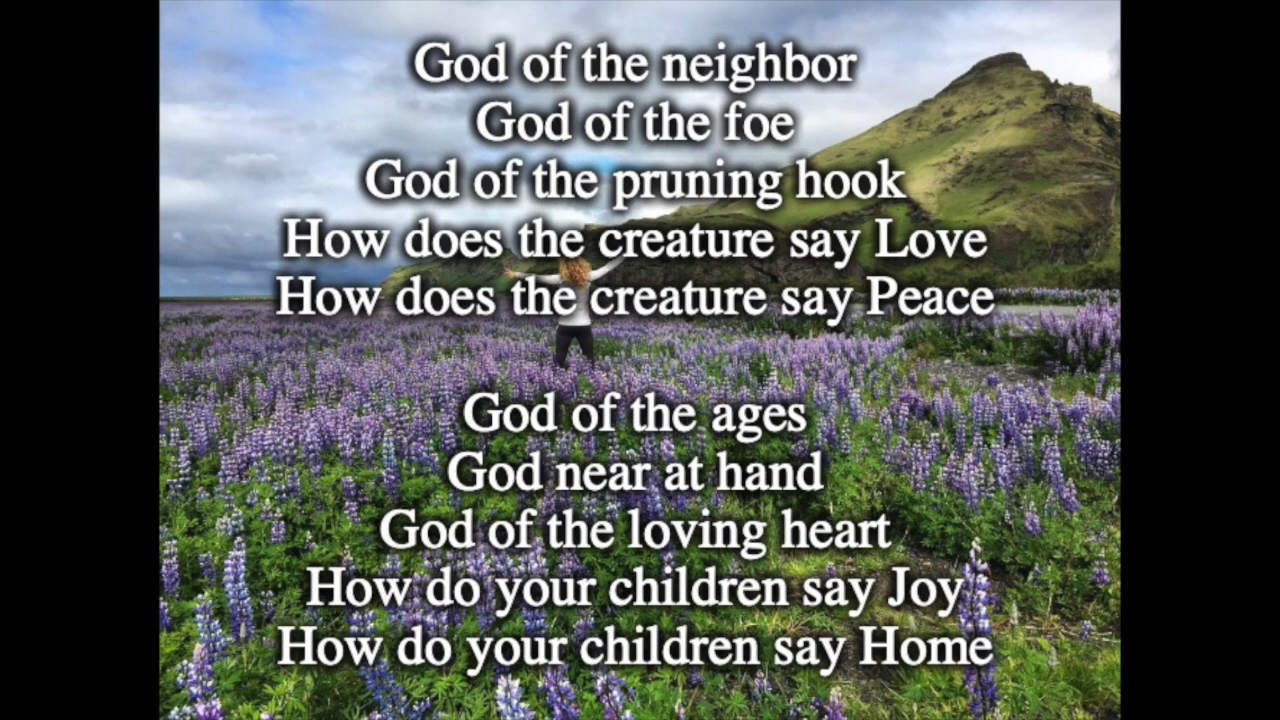 God of the neighbor
God of the foe
God of the pruning hook
How does the creature say Love
How does the creature say Peace
God of the ages
God near at hand
God of the loving heart
How do your children say Joy
How do your children say Home